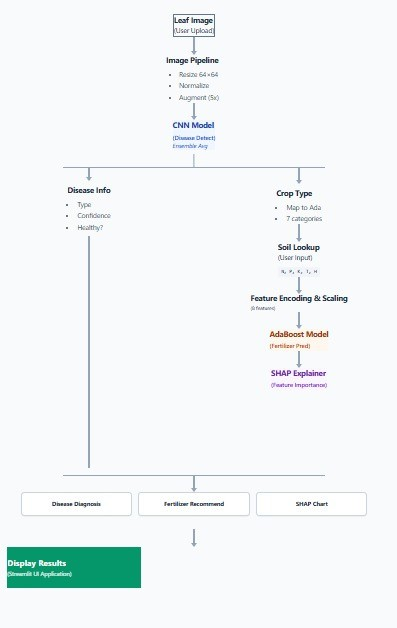 Leaf Image
(User Upload)
Image Pipeline
• Resize 64×64
• Normalize
• Augment (5x)
CNN Model
(Disease Detect)
Ensemble Avg
Disease Info
• Type
• Confidence
• Healthy?
Crop Type
• Map to Ada
• 7 categories
Soil Lookup
(User Input)
N, P, K, T, H
Feature Encoding & Scaling
(8 features)
AdaBoost Model
(Fertilizer Pred)
SHAP Explainer
(Feature Importance)
Disease Diagnosis
Fertilizer Recommend
SHAP Chart
Display Results
(Streamlit UI Application)